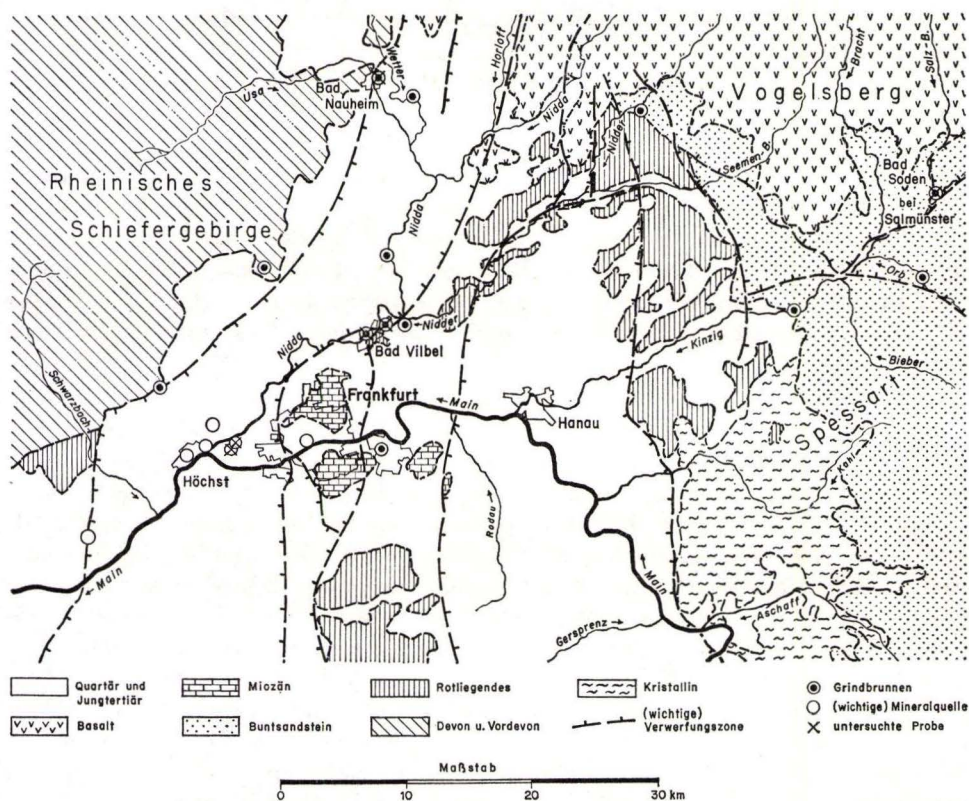 Usa
Bad
Nauheim
Wetter
Horloff
Nidda
Nidder
Vogelsberg
Bracht
Salz-B.
Seemen B.
Bad
Soden
bei
Salmünster
Rheinisches
Schiefergebirge
Nidda
Orb
Nidder
Bad Vilbel
Kinzig
Bieber
Nidda
Schwarzbach
Frankfurt
Main
Hanau
Spessart
Kahl
Höchst
Rodau
Main
Main
Gersprenz
Aschaff
Quartär und
Jungtertiär
Miozän
Rotliegendes
Kristallin
Grindbrunnen
Basalt
Buntsandstein
Devon u. Vordevon
(wichtige)
Verwerfungszone
(wichtige) Mineralquelle
untersuchte Probe
Maßstab
0 10 20 30 km